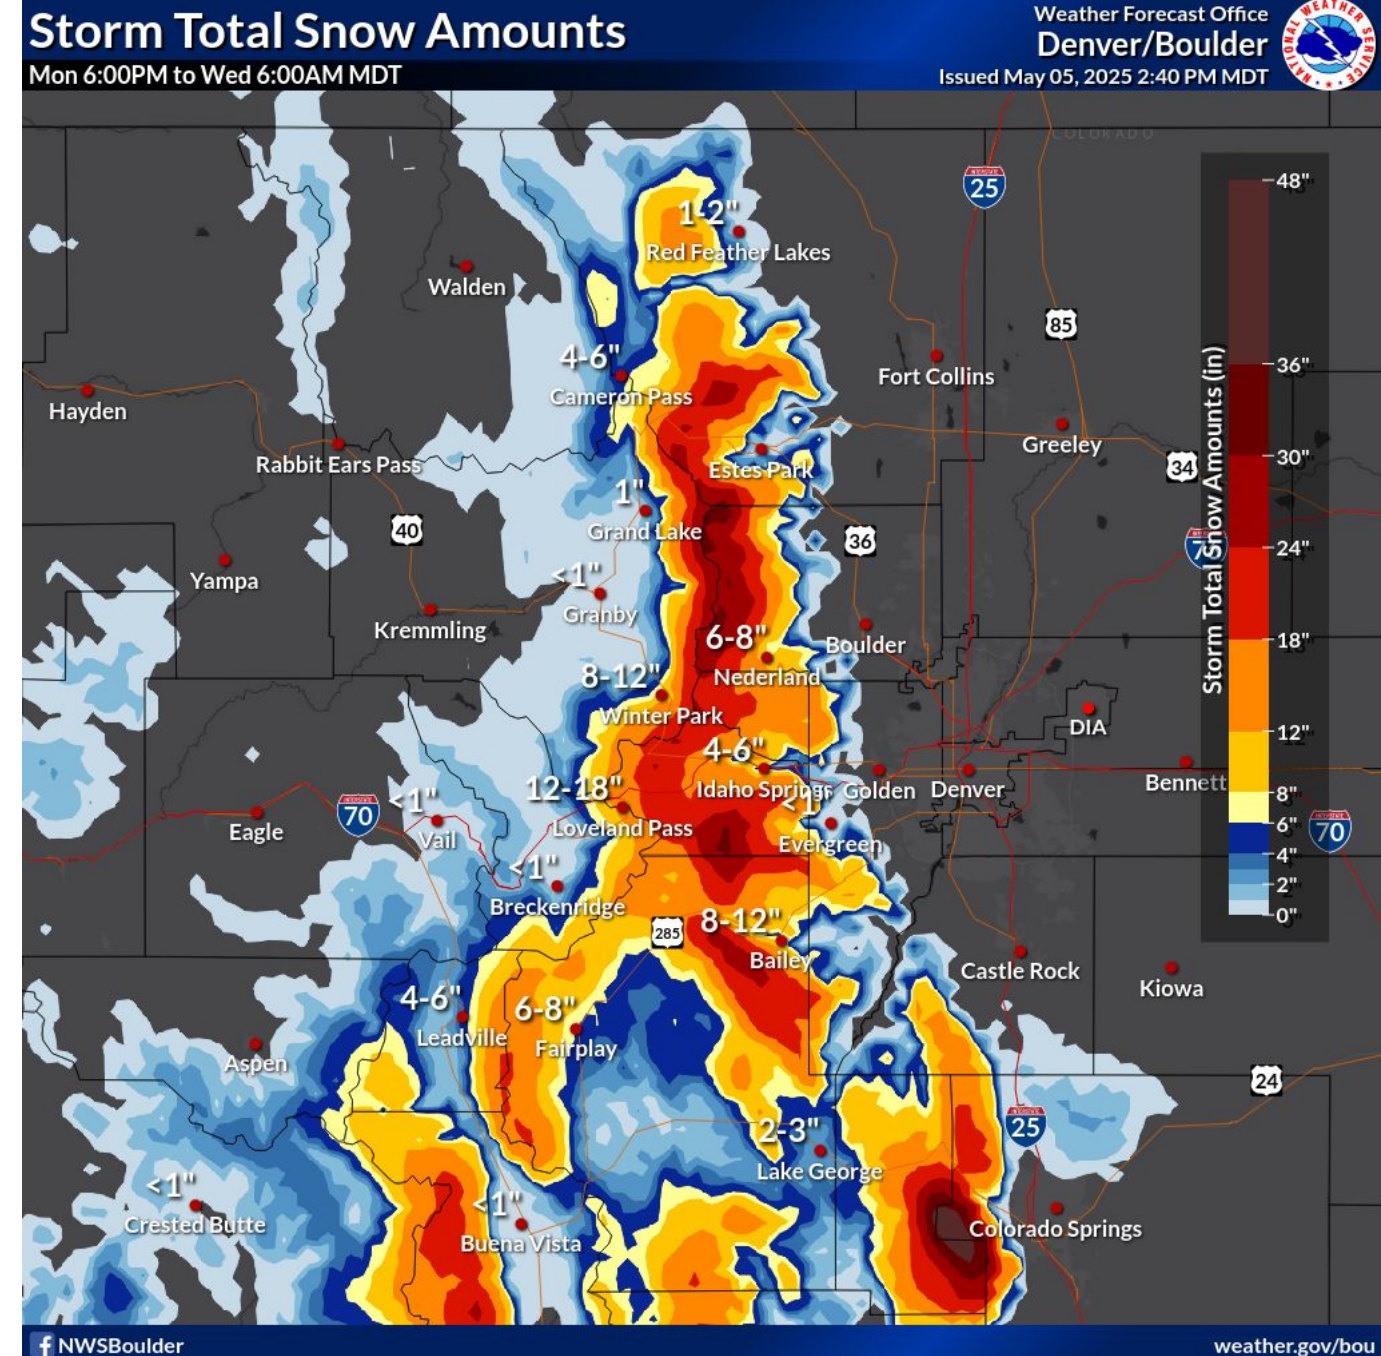 Storm Total Snow Amounts
Weather Forecast Office
Denver/Boulder
Mon 6:00PM to Wed 6:00AM MDT
Issued May 05, 2025 2:40 PM MDT
NATIONAL WEATHER SERVICE
COLORADO
25
48"
1-2"
Red Feather Lakes
Walden
85
4-6"
Cameron Pass
Fort Collins
36"
Hayden
Rabbit Ears Pass
Estes Park
Greeley
34
30"
1"
Grand Lake
40
36
24"
Storm Total Snow Amounts (in)
Yampa
<1"
Granby
Kremmling
6-8"
Nederland
Boulder
18"
8-12"
Winter Park
DIA
12"
4-6"
Idaho Springs
Golden
Denver
Bennett
12-18"
Loveland Pass
<1"
Evergreen
8"
6"
70
Eagle
70
<1"
Vail
4"
<1"
Breckenridge
2"
0"
285
8-12"
Bailey
Castle Rock
Kiowa
4-6"
Leadville
6-8"
Fairplay
Aspen
24
2-3"
Lake George
25
<1"
Crested Butte
<1"
Buena Vista
Colorado Springs
NWSBoulder
weather.gov/bou